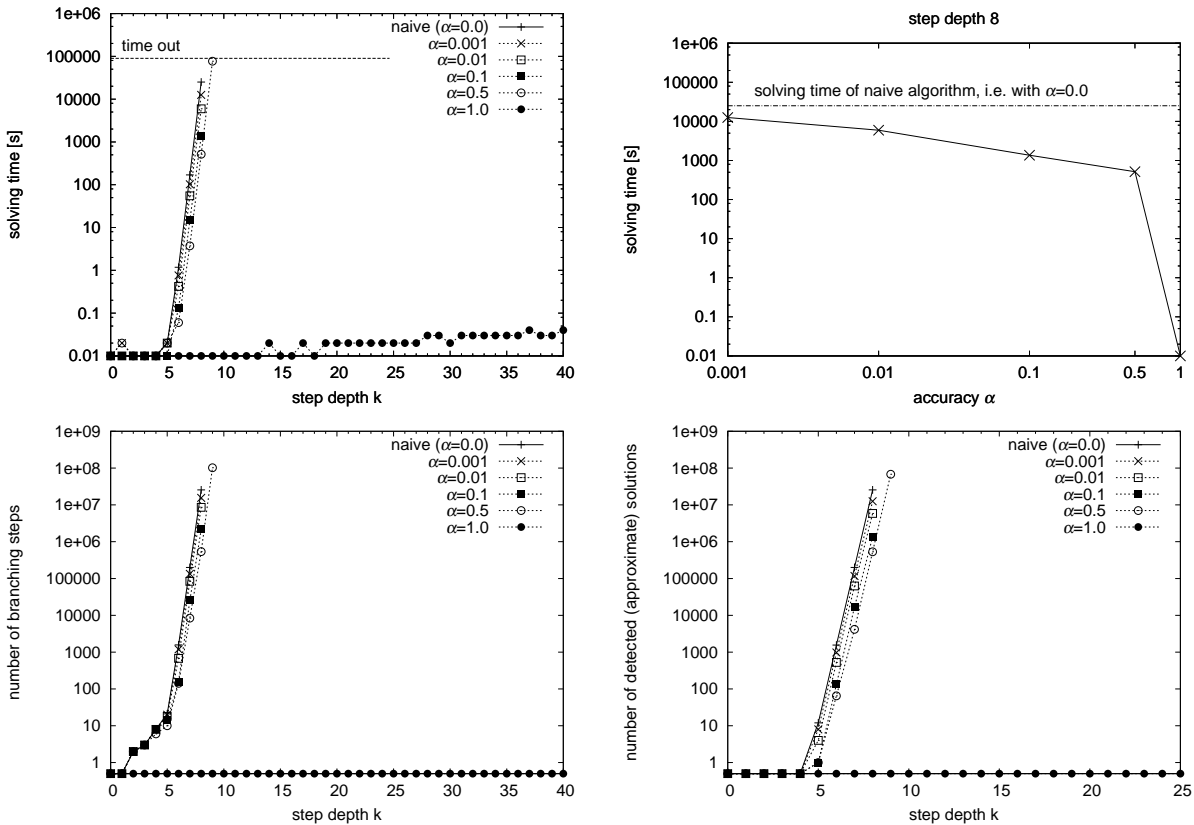 1e+06
100000
10000
1000
100
10
1
0.1
0.01
solving time [s]
time out
naive (α=0.0)
α=0.001
α=0.01
α=0.1
α=0.5
α=1.0
0 5 10 15 20 25 30 35 40
step depth k
step depth 8
1e+06
100000
10000
1000
100
10
1
0.1
0.01
solving time [s]
solving time of naive algorithm, i.e. with α=0.0
0.001 0.01 0.1 0.5 1
accuracy α
1e+09
1e+08
1e+07
1e+06
100000
10000
1000
100
10
1
number of branching steps
naive (α=0.0)
α=0.001
α=0.01
α=0.1
α=0.5
α=1.0
0 5 10 15 20 25 30 35 40
step depth k
1e+09
1e+08
1e+07
1e+06
100000
10000
1000
100
10
1
number of detected (approximate) solutions
naive (α=0.0)
α=0.001
α=0.01
α=0.1
α=0.5
α=1.0
0 5 10 15 20 25
step depth k